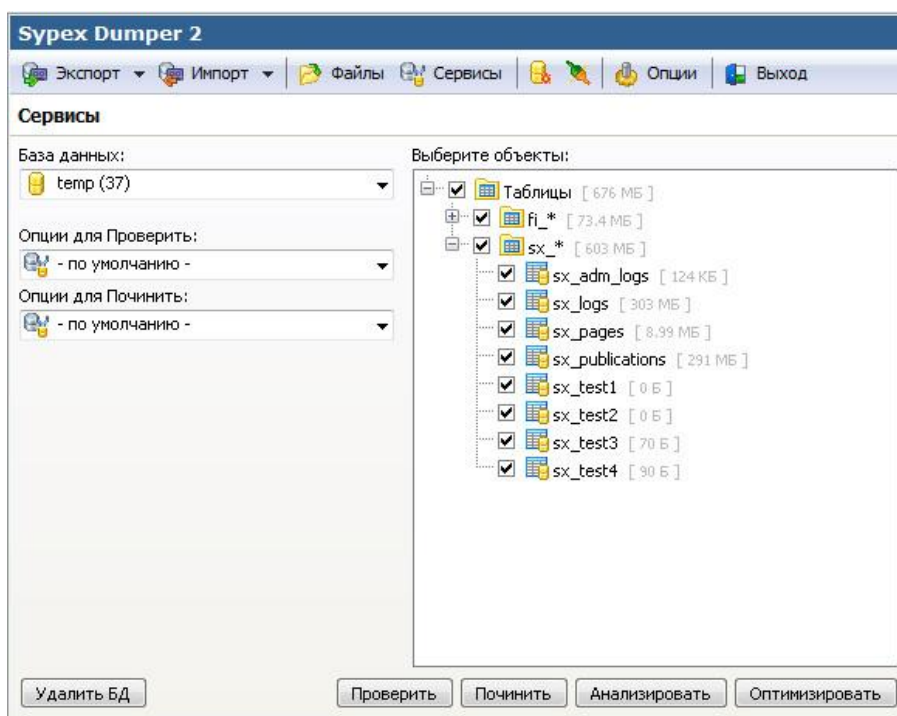 Sypex Dumper 2
Экспорт Импорт Файлы Сервисы Опции Выход
Сервисы
База данных:
temp (37)
Опции для Проверить:
- по умолчанию -
Опции для Починить:
- по умолчанию -
Выберите объекты:
Таблицы [ 676 МБ ]
fi_* [ 73.4 МБ ]
sx_* [ 603 МБ ]
sx_adm_logs [ 124 КБ ]
sx_logs [ 303 МБ ]
sx_pages [ 8.99 МБ ]
sx_publications [ 291 МБ ]
sx_test1 [ 0 Б ]
sx_test2 [ 0 Б ]
sx_test3 [ 70 Б ]
sx_test4 [ 90 Б ]
Удалить БД Проверить Починить Анализировать Оптимизировать